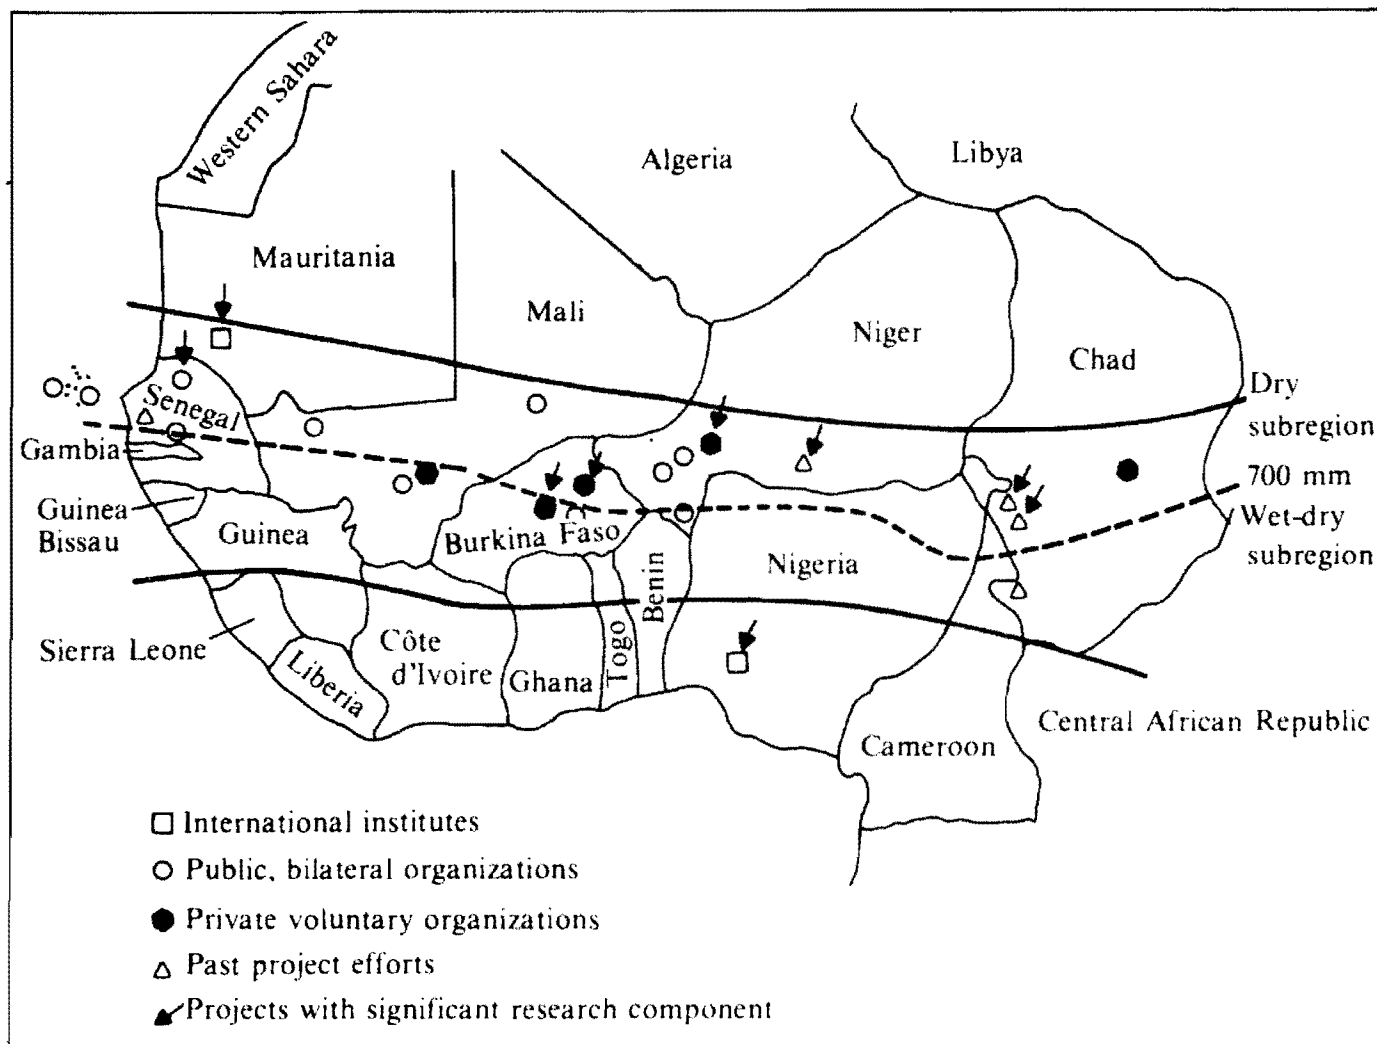 Western Sahara
Algeria
Libya
Mauritania
Mali
Niger
Chad
Dry
subregion
Senegal
Gambia
700 mm
Wet-dry
subregion
Guinea
Bissau
Guinea
Burkina Faso
Benin
Nigeria
Sierra Leone
Liberia
Côte
d'Ivoire
Ghana
Togo
Cameroon
Central African Republic
International institutes
Public, bilateral organizations
Private voluntary organizations
Past project efforts
Projects with significant research component